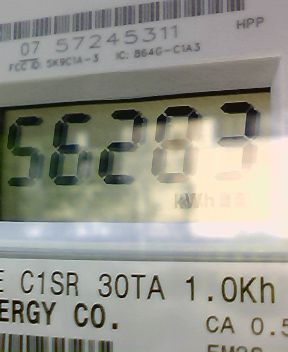 HPP
07 57245311
FCC ID: SK9C1A-3 IC: 864G-C1A3
56283
kWh
E C1SR 30TA 1.0Kh
ERGY CO.
CA 0.5